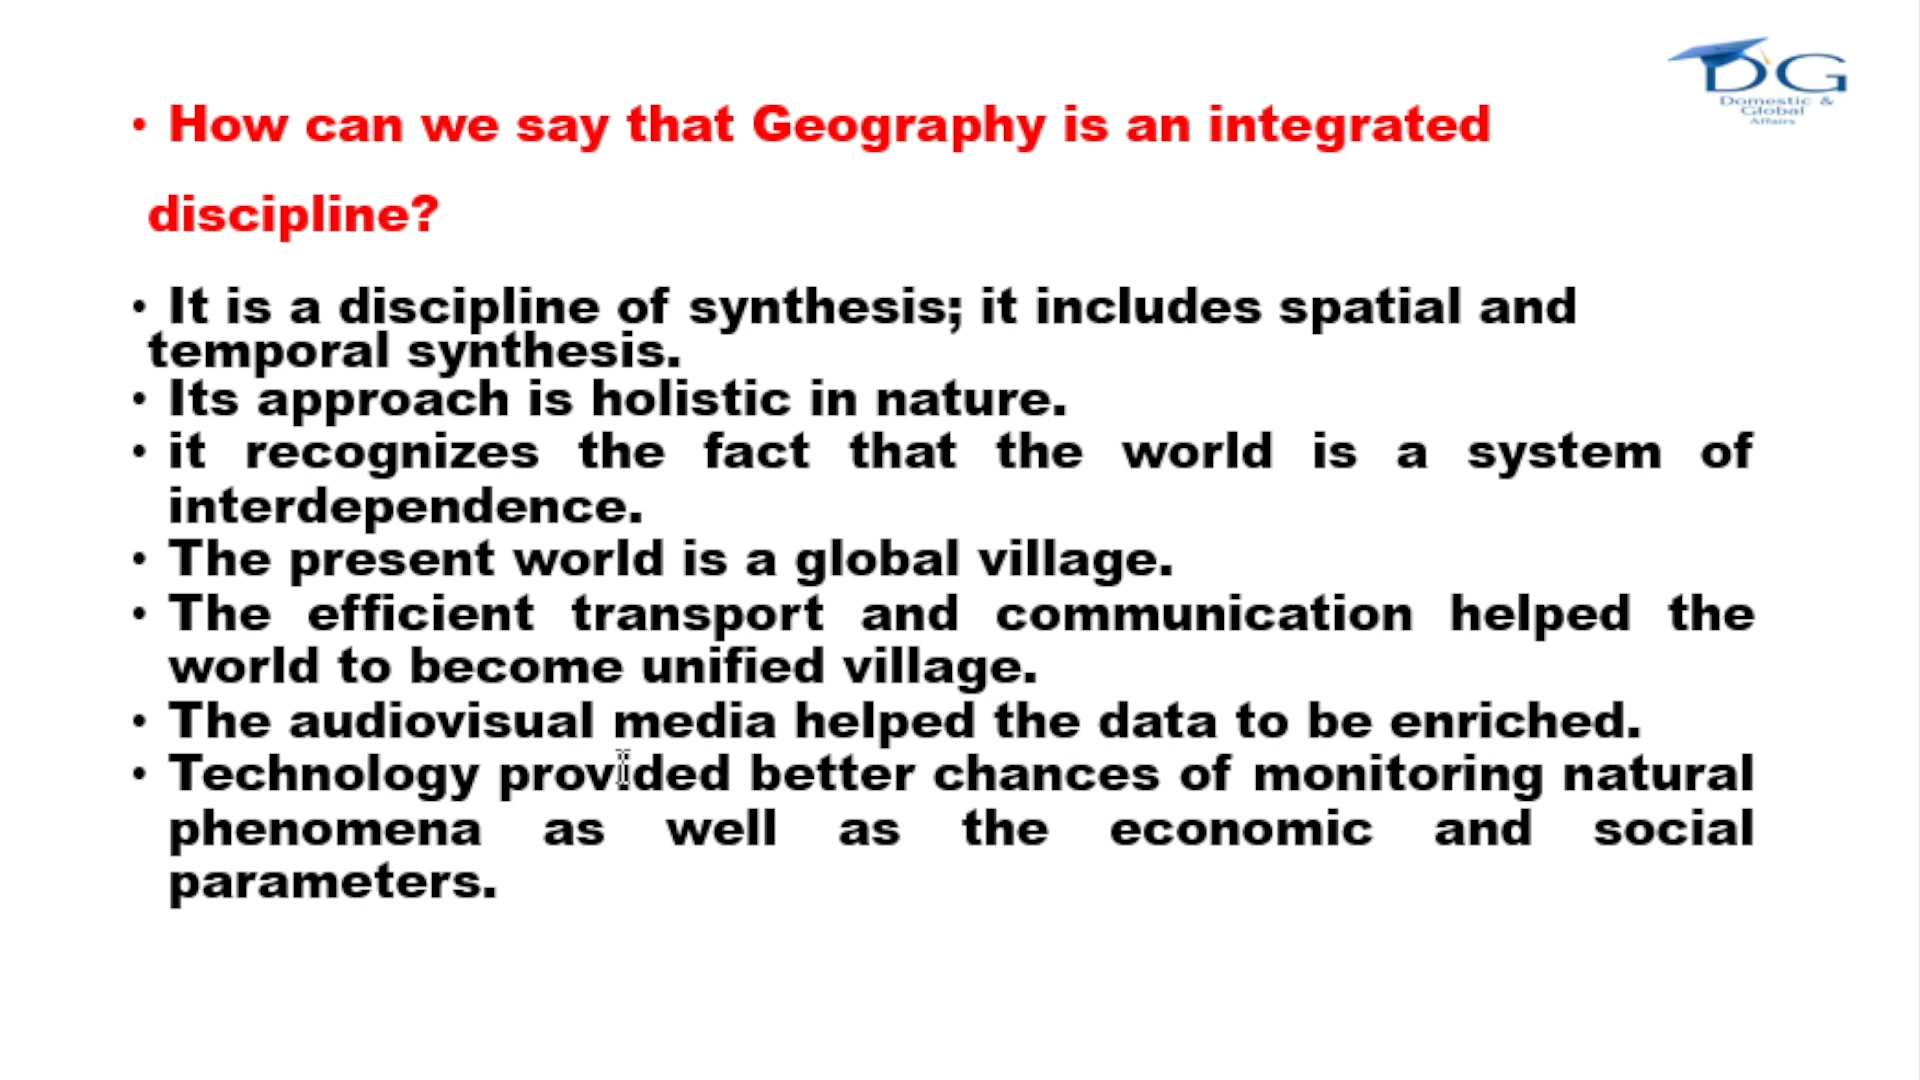 DG
Domestic &
Global
Affairs
• How can we say that Geography is an integrated
discipline?
• It is a discipline of synthesis; it includes spatial and
temporal synthesis.
• Its approach is holistic in nature.
• it recognizes the fact that the world is a system of
interdependence.
• The present world is a global village.
• The efficient transport and communication helped the
world to become unified village.
• The audiovisual media helped the data to be enriched.
• Technology provided better chances of monitoring natural
phenomena as well as the economic and social
parameters.